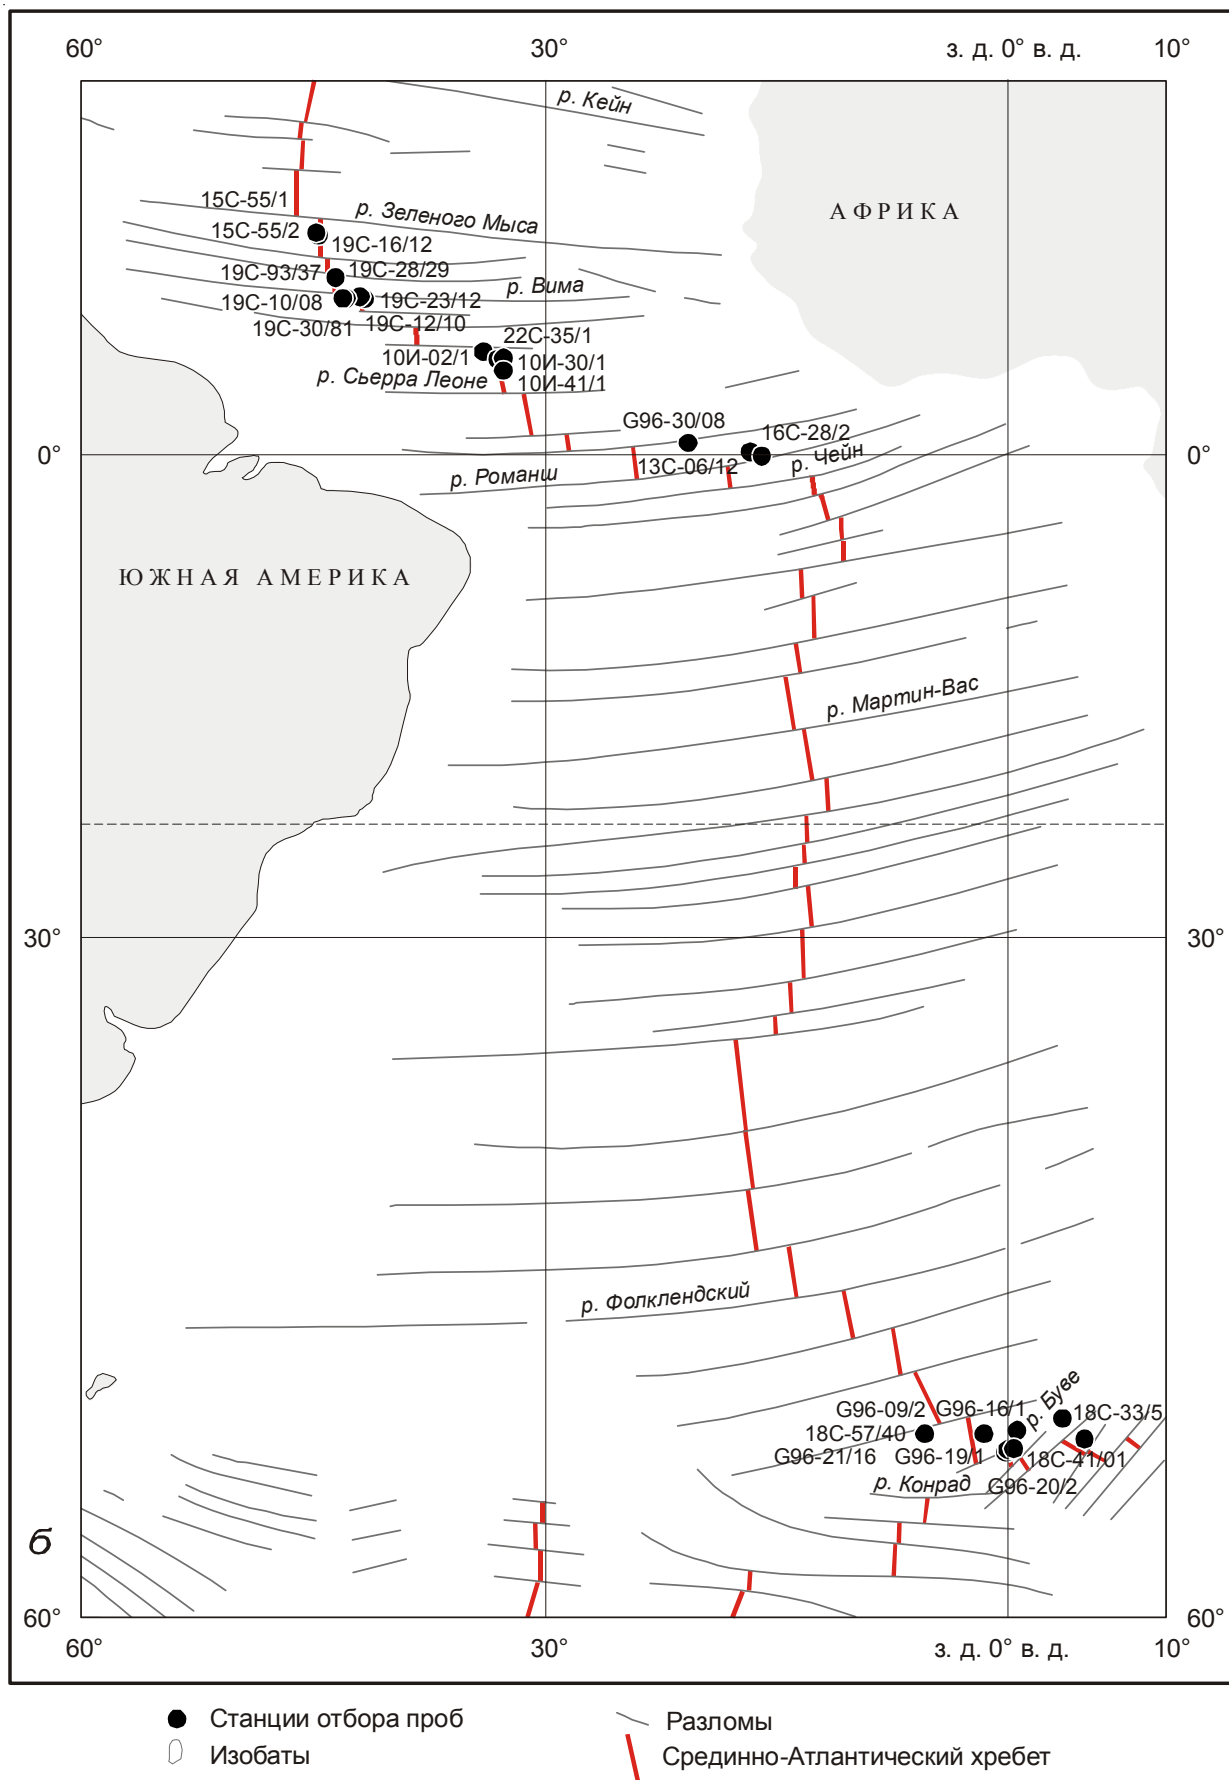 60°
30°
з. д. 0° в. д.
10°
р. Кейн
АФРИКА
15С-55/1
р. Зеленого Мыса
15С-55/2
19С-16/12
19С-93/37
19С-28/29
р. Вима
19С-10/08
19С-23/12
19С-30/81
19С-12/10
22С-35/1
10И-02/1
10И-30/1
р. Сьерра Леоне
10И-41/1
G96-30/08
16С-28/2
0°
13С-06/12
р. Чейн
0°
р. Романш
ЮЖНАЯ АМЕРИКА
р. Мартин-Вас
30°
30°
р. Фолклендский
р. Буве
G96-09/2
G96-16/1
18С-33/5
18С-57/40
G96-21/16
G96-19/1
18С-41/01
р. Конрад
G96-20/2
б
60°
60°
60°
30°
з. д. 0° в. д.
10°
Станции отбора проб
Разломы
Изобаты
Срединно-Атлантический хребет